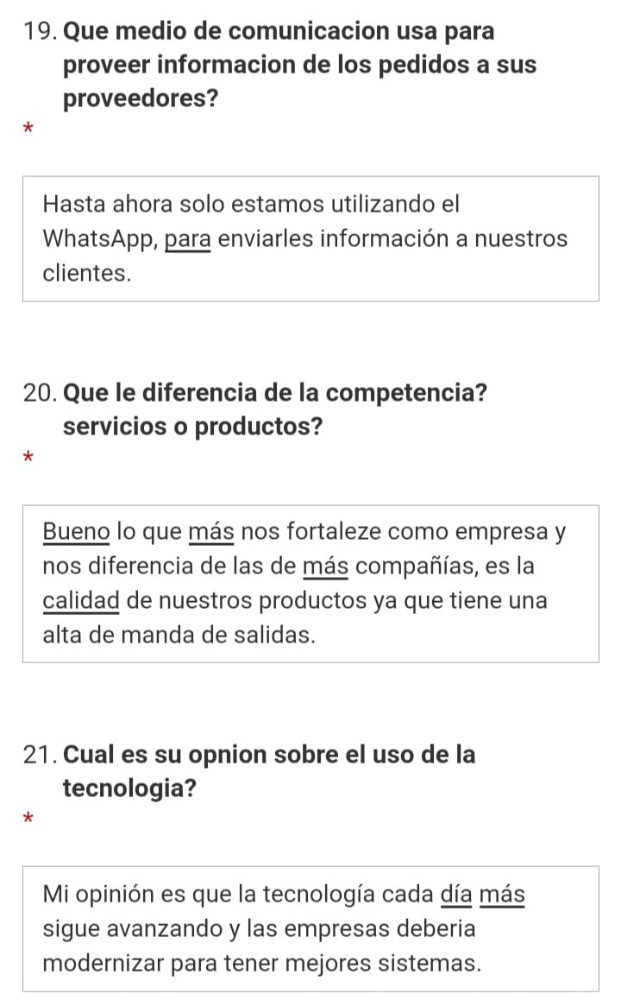 19. Que medio de comunicacion usa para
proveer informacion de los pedidos a sus
proveedores?
*
Hasta ahora solo estamos utilizando el
WhatsApp, para enviarles información a nuestros
clientes.
20. Que le diferencia de la competencia?
servicios o productos?
*
Bueno lo que más nos fortaleze como empresa y
nos diferencia de las de más compañías, es la
calidad de nuestros productos ya que tiene una
alta de manda de salidas.
21. Cual es su opnion sobre el uso de la
tecnologia?
*
Mi opinión es que la tecnología cada día más
sigue avanzando y las empresas deberia
modernizar para tener mejores sistemas.